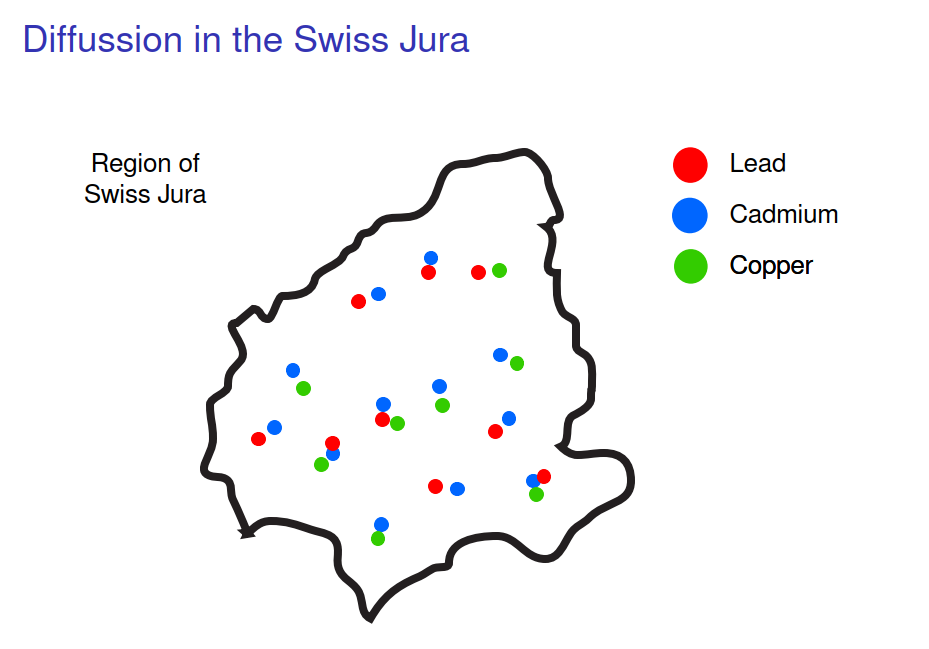 Diffussion in the Swiss Jura
Region of
Swiss Jura
Lead
Cadmium
Copper